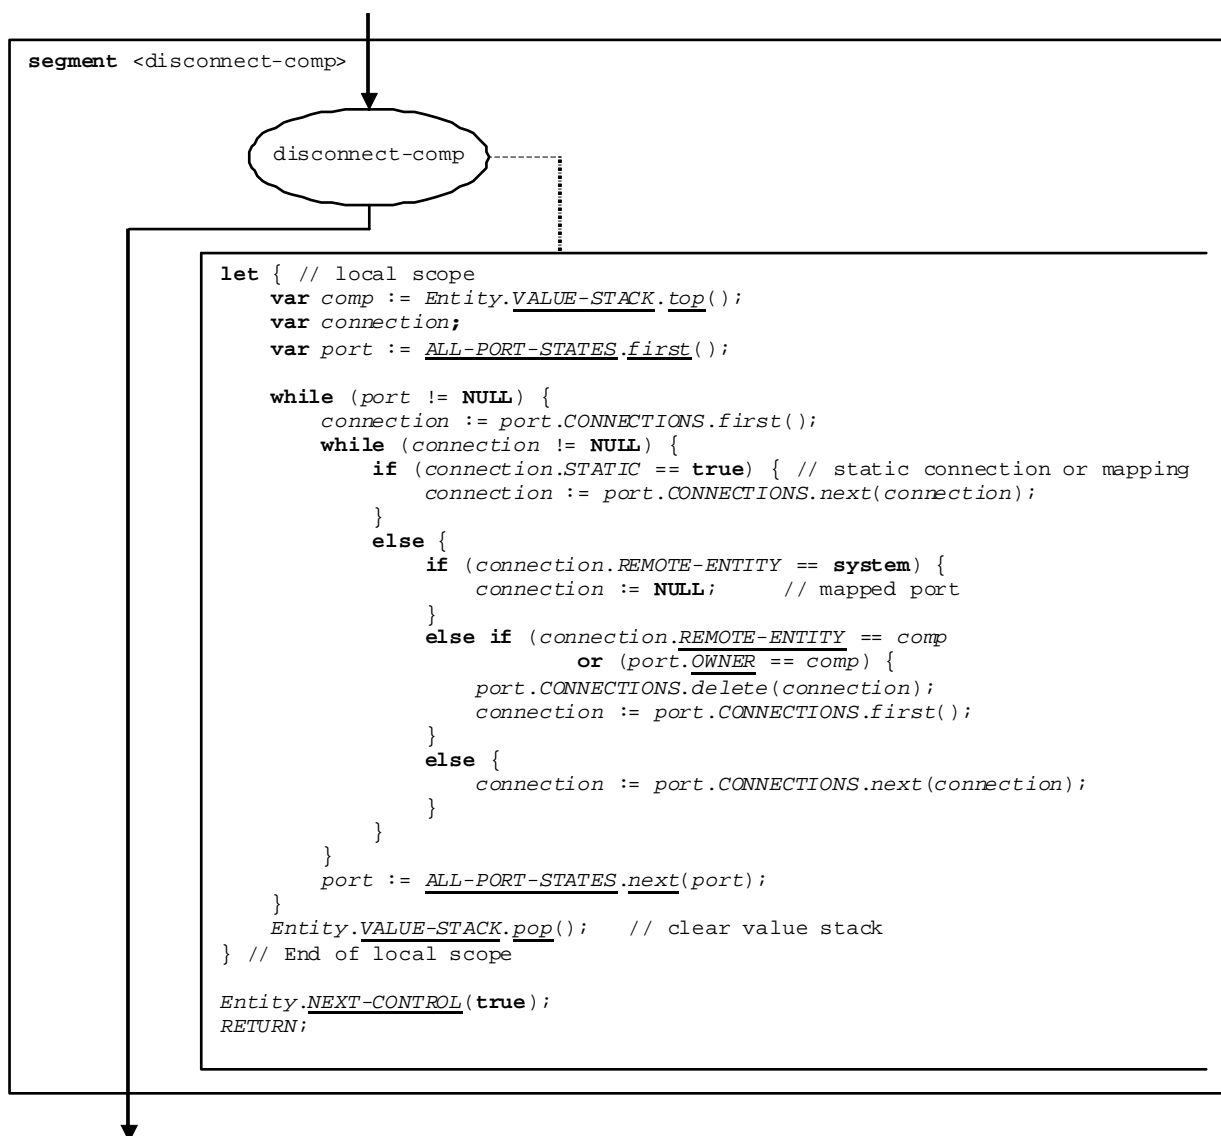 segment <disconnect-comp>
disconnect-comp
let { // local scope
var comp := Entity.VALUE-STACK.top();
var connection;
var port := ALL-PORT-STATES.first();
while (port != NULL) {
connection := port.CONNECTIONS.first();
while (connection != NULL) {
if (connection.STATIC == true) { // static connection or mapping
connection := port.CONNECTIONS.next(connection);
}
else {
if (connection.REMOTE-ENTITY == system) {
connection := NULL; // mapped port
}
else if (connection.REMOTE-ENTITY == comp
or (port.OWNER == comp) {
port.CONNECTIONS.delete(connection);
connection := port.CONNECTIONS.first();
}
else {
connection := port.CONNECTIONS.next(connection);
}
}
}
port := ALL-PORT-STATES.next(port);
}
Entity.VALUE-STACK.pop(); // clear value stack
} // End of local scope
Entity.NEXT-CONTROL(true);
RETURN;